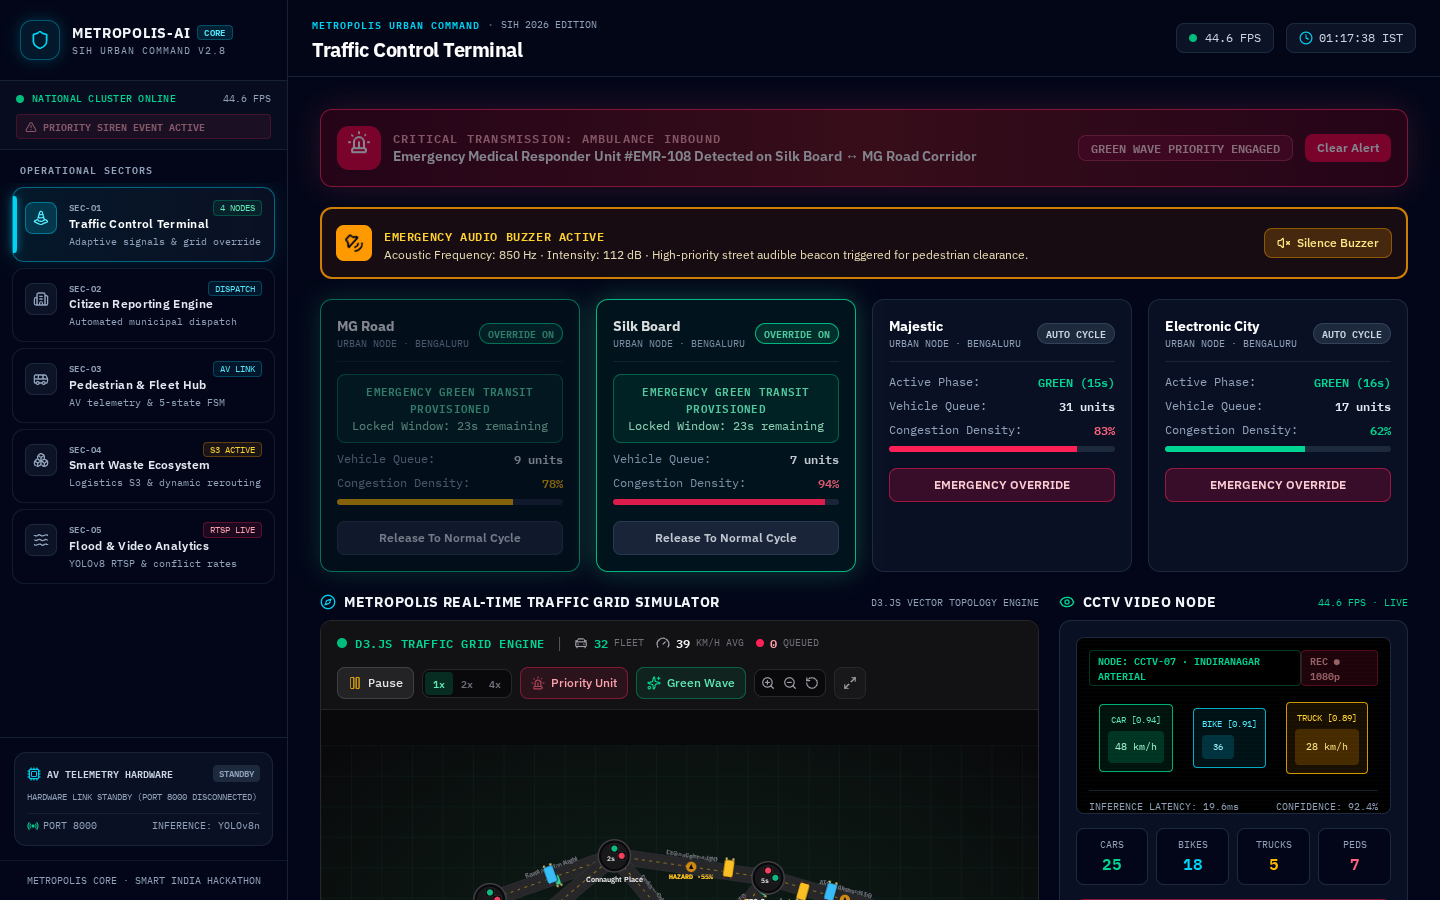 METROPOLIS-AI CORE
SIH URBAN COMMAND V2.8
NATIONAL CLUSTER ONLINE 44.6 FPS
PRIORITY SIREN EVENT ACTIVE
OPERATIONAL SECTORS
SEC-01 4 NODES
Traffic Control Terminal
Adaptive signals & grid override
SEC-02 DISPATCH
Citizen Reporting Engine
Automated municipal dispatch
SEC-03 AV LINK
Pedestrian & Fleet Hub
AV telemetry & 5-state FSM
SEC-04 S3 ACTIVE
Smart Waste Ecosystem
Logistics S3 & dynamic rerouting
SEC-05 RTSP LIVE
Flood & Video Analytics
YOLOv8 RTSP & conflict rates
AV TELEMETRY HARDWARE STANDBY
HARDWARE LINK STANDBY (PORT 8000 DISCONNECTED)
PORT 8000 INFERENCE: YOLOv8n
METROPOLIS CORE · SMART INDIA HACKATHON
METROPOLIS URBAN COMMAND · SIH 2026 EDITION
Traffic Control Terminal
44.6 FPS
01:17:38 IST
CRITICAL TRANSMISSION: AMBULANCE INBOUND
Emergency Medical Responder Unit #EMR-108 Detected on Silk Board ↔ MG Road Corridor
GREEN WAVE PRIORITY ENGAGED
Clear Alert
EMERGENCY AUDIO BUZZER ACTIVE
Acoustic Frequency: 850 Hz · Intensity: 112 dB · High-priority street audible beacon triggered for pedestrian clearance.
Silence Buzzer
MG Road
URBAN NODE · BENGALURU
OVERRIDE ON
EMERGENCY GREEN TRANSIT
PROVISIONED
Locked Window: 23s remaining
Vehicle Queue: 9 units
Congestion Density: 78%
Release To Normal Cycle
Silk Board
URBAN NODE · BENGALURU
OVERRIDE ON
EMERGENCY GREEN TRANSIT
PROVISIONED
Locked Window: 23s remaining
Vehicle Queue: 7 units
Congestion Density: 94%
Release To Normal Cycle
Majestic
URBAN NODE · BENGALURU
AUTO CYCLE
Active Phase: GREEN (15s)
Vehicle Queue: 31 units
Congestion Density: 83%
EMERGENCY OVERRIDE
Electronic City
URBAN NODE · BENGALURU
AUTO CYCLE
Active Phase: GREEN (16s)
Vehicle Queue: 17 units
Congestion Density: 62%
EMERGENCY OVERRIDE
METROPOLIS REAL-TIME TRAFFIC GRID SIMULATOR D3.JS VECTOR TOPOLOGY ENGINE
D3.JS TRAFFIC GRID ENGINE 32 FLEET 39 KM/H AVG 0 QUEUED
Pause 1x 2x 4x Priority Unit Green Wave
2s
Connaught Place
HAZARD -55%
5s
CCTV VIDEO NODE 44.6 FPS · LIVE
NODE: CCTV-07 · INDIRANAGAR
ARTERIAL
REC ●
1080p
CAR [0.94]
48 km/h
BIKE [0.91]
36
TRUCK [0.89]
28 km/h
INFERENCE LATENCY: 19.6ms CONFIDENCE: 92.4%
CARS
25
BIKES
18
TRUCKS
5
PEDS
7